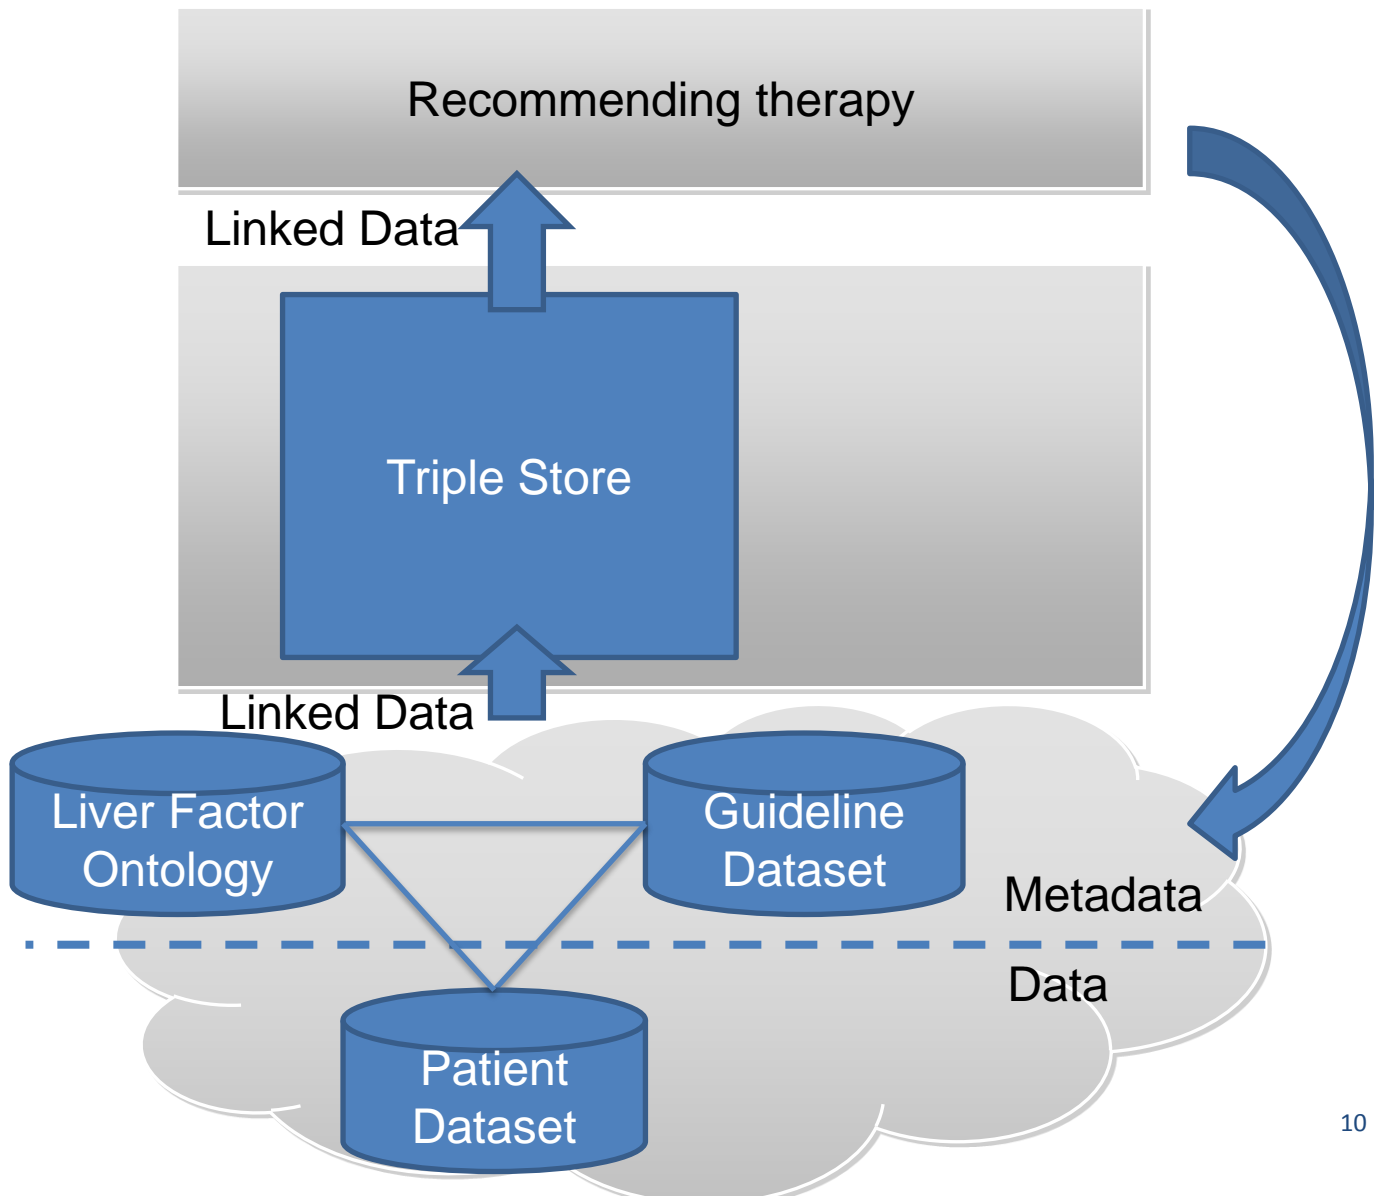 Recommending therapy
Linked Data
Triple Store
Linked Data
Liver Factor
Ontology
Guideline
Dataset
Metadata
Data
Patient
Dataset
10